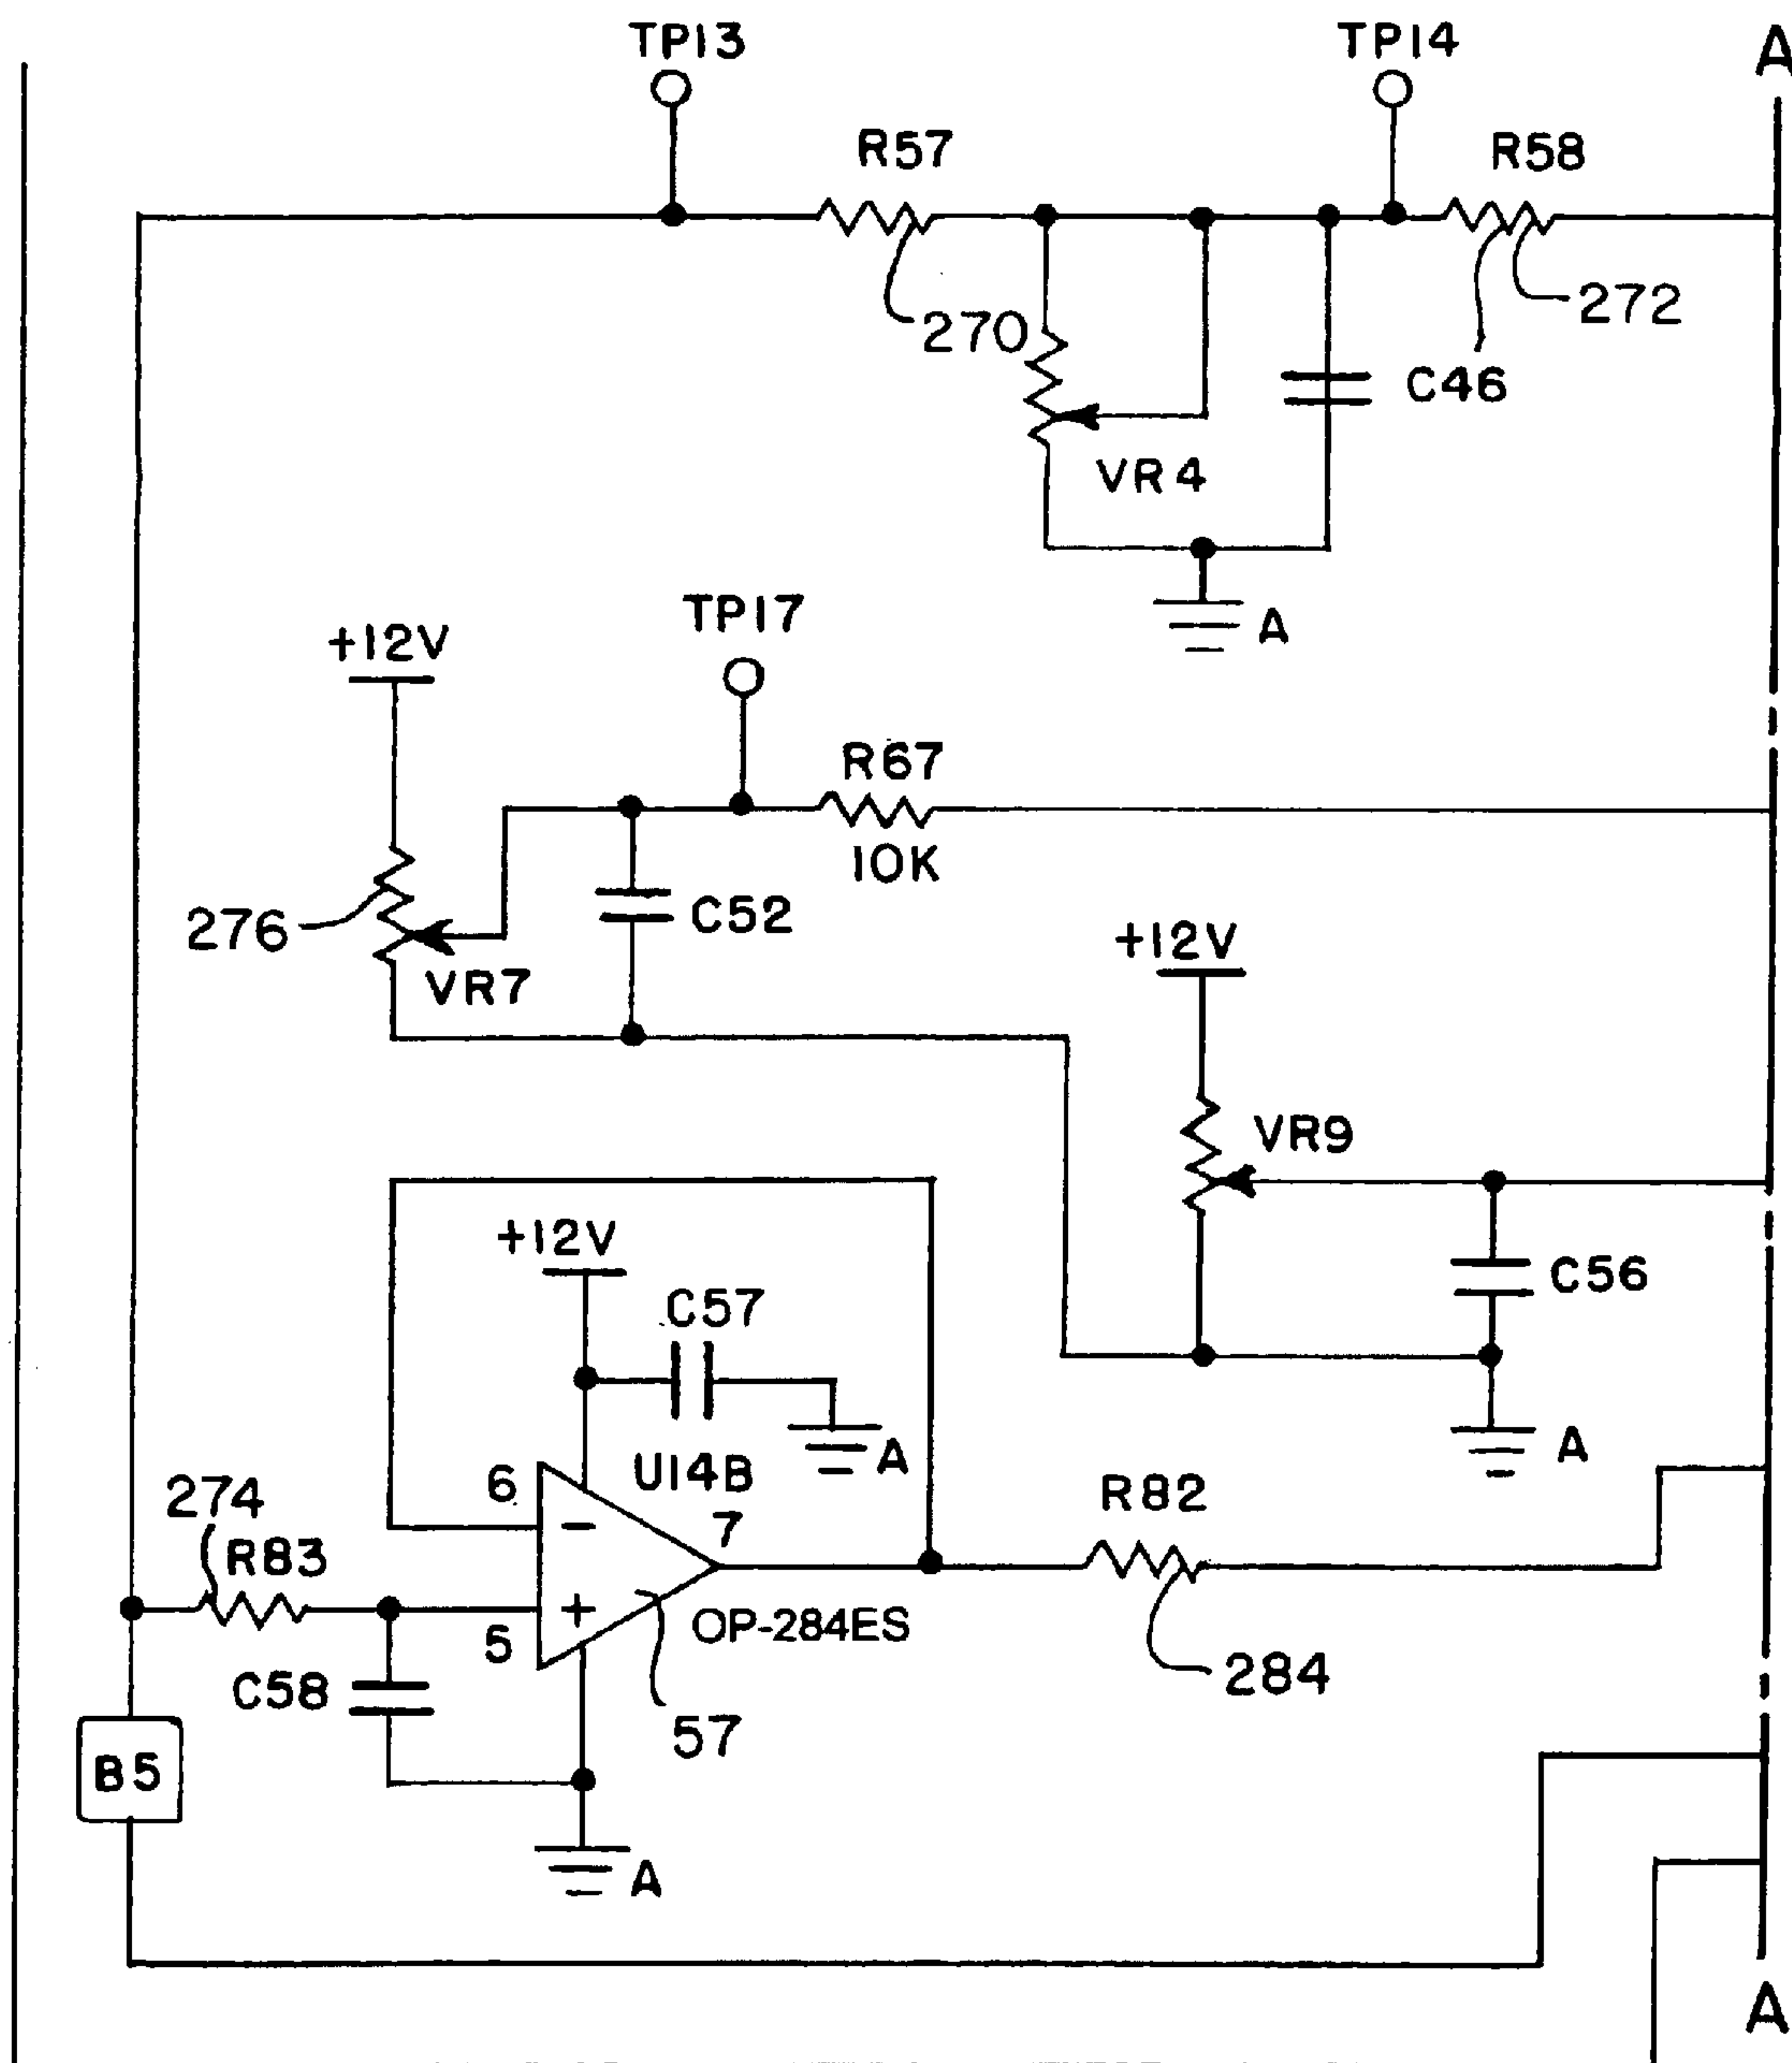 TP13
TP14
A
R57
R58
270
272
C46
VR4
A
+12V
TP17
R67
10K
276
C52
VR7
+12V
VR9
+12V
C57
C56
A
A
U14B
6
7
274
R83
R82
5
OP-284ES
C58
57
284
B5
A
A